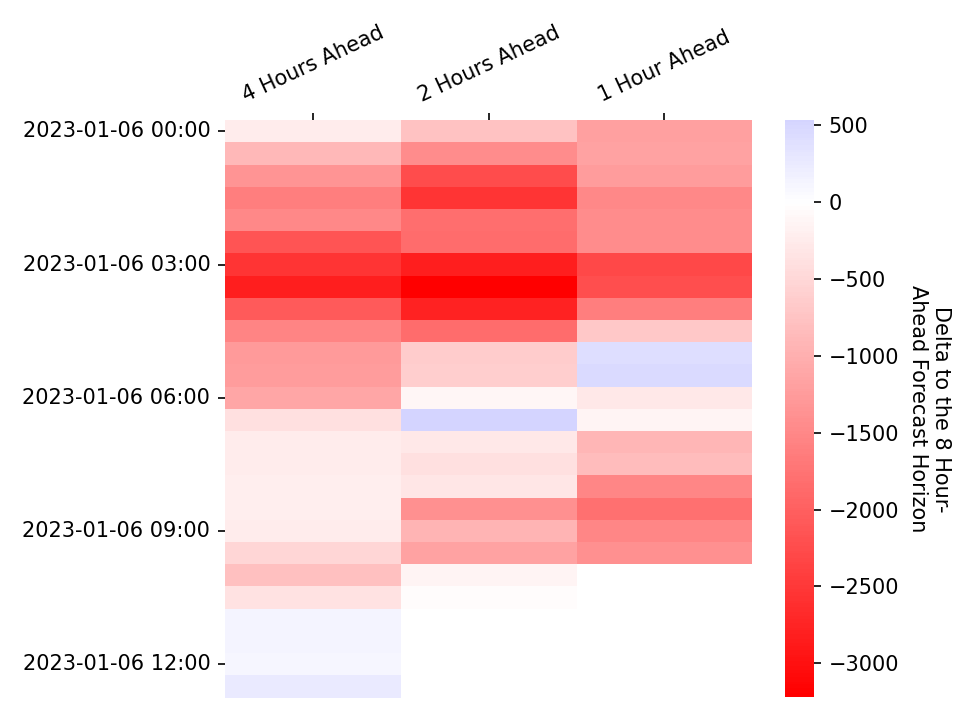 4 Hours Ahead
2 Hours Ahead
1 Hour Ahead
2023-01-06 00:00
2023-01-06 03:00
2023-01-06 06:00
2023-01-06 09:00
2023-01-06 12:00
500
0
−500
−1000
−1500
−2000
−2500
−3000
Delta to the 8 Hour-
Ahead Forecast Horizon